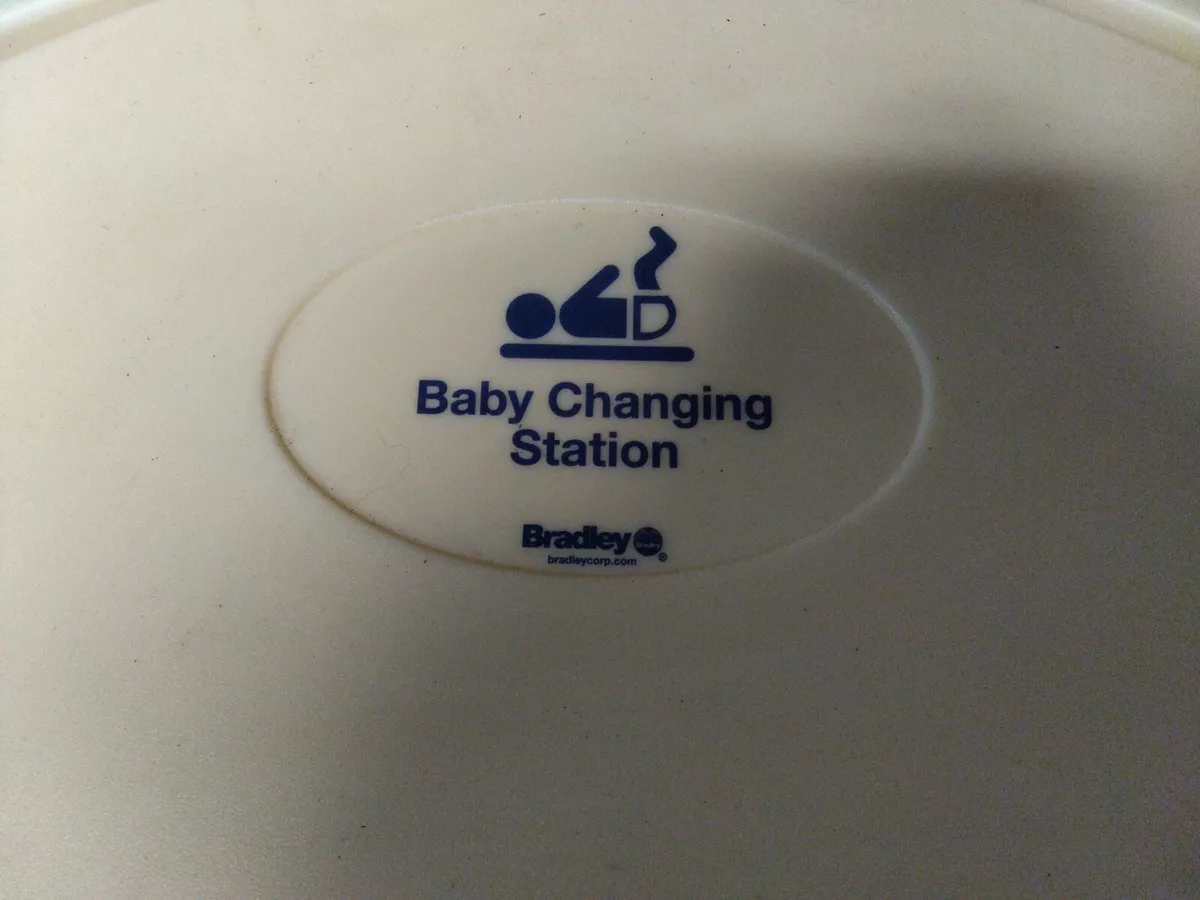 Baby Changing
Station
Bradley
bradleycorp.com